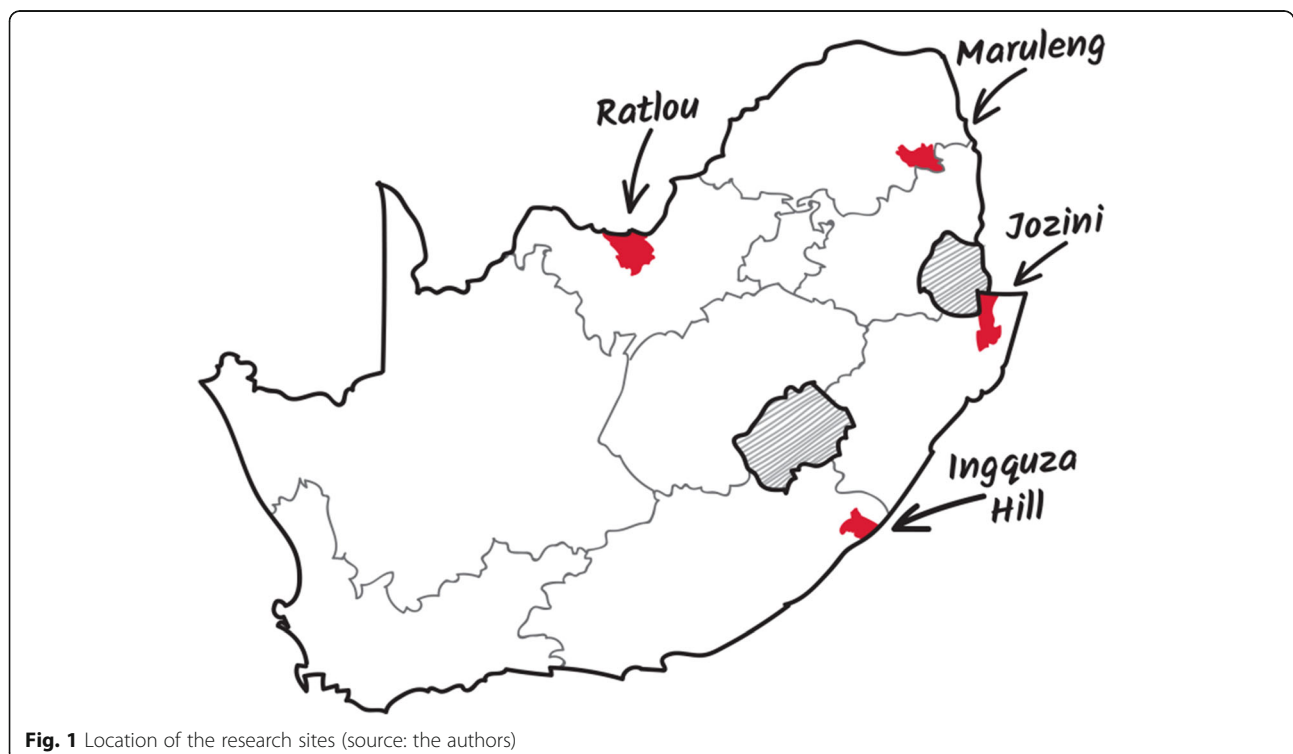 Maruleng
Ratlou
Jozini
Ingquza
Hill
Fig. 1 Location of the research sites (source: the authors)